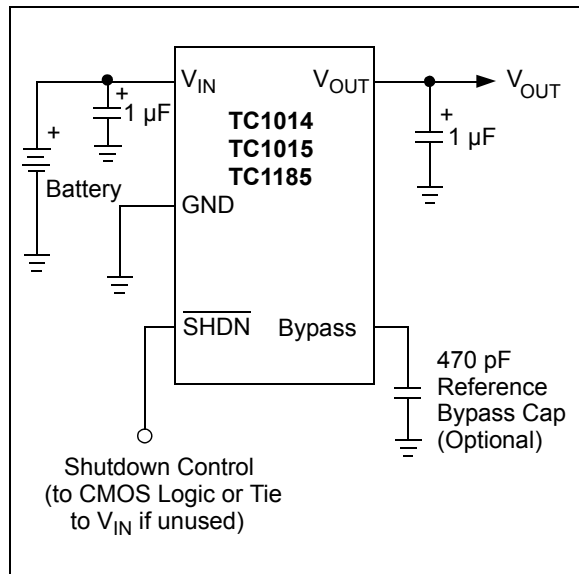 V_IN
V_OUT
V_OUT
+
1 µF
+
1 µF
+
Battery
TC1014
TC1015
TC1185
GND
SHDN
Bypass
470 pF
Reference
Bypass Cap
(Optional)
Shutdown Control
(to CMOS Logic or Tie
to V_IN if unused)